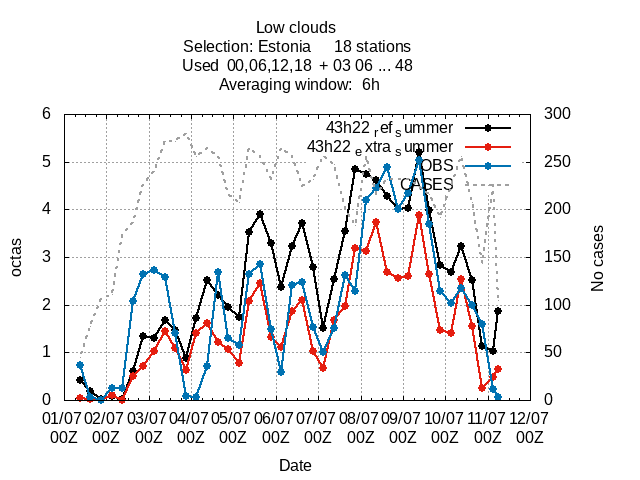 Low clouds
Selection: Estonia 18 stations
Used 00,06,12,18 + 03 06 ... 48
Averaging window: 6h
6 300
43h22_ref_summer
43h22_extra_summer
5 250
OBS
CASES
4 200
octas
3 150
No cases
2 100
1 50
0 0
01/07 02/07 03/07 04/07 05/07 06/07 07/07 08/07 09/07 10/07 11/07 12/07
00Z 00Z 00Z 00Z 00Z 00Z 00Z 00Z 00Z 00Z 00Z 00Z
Date